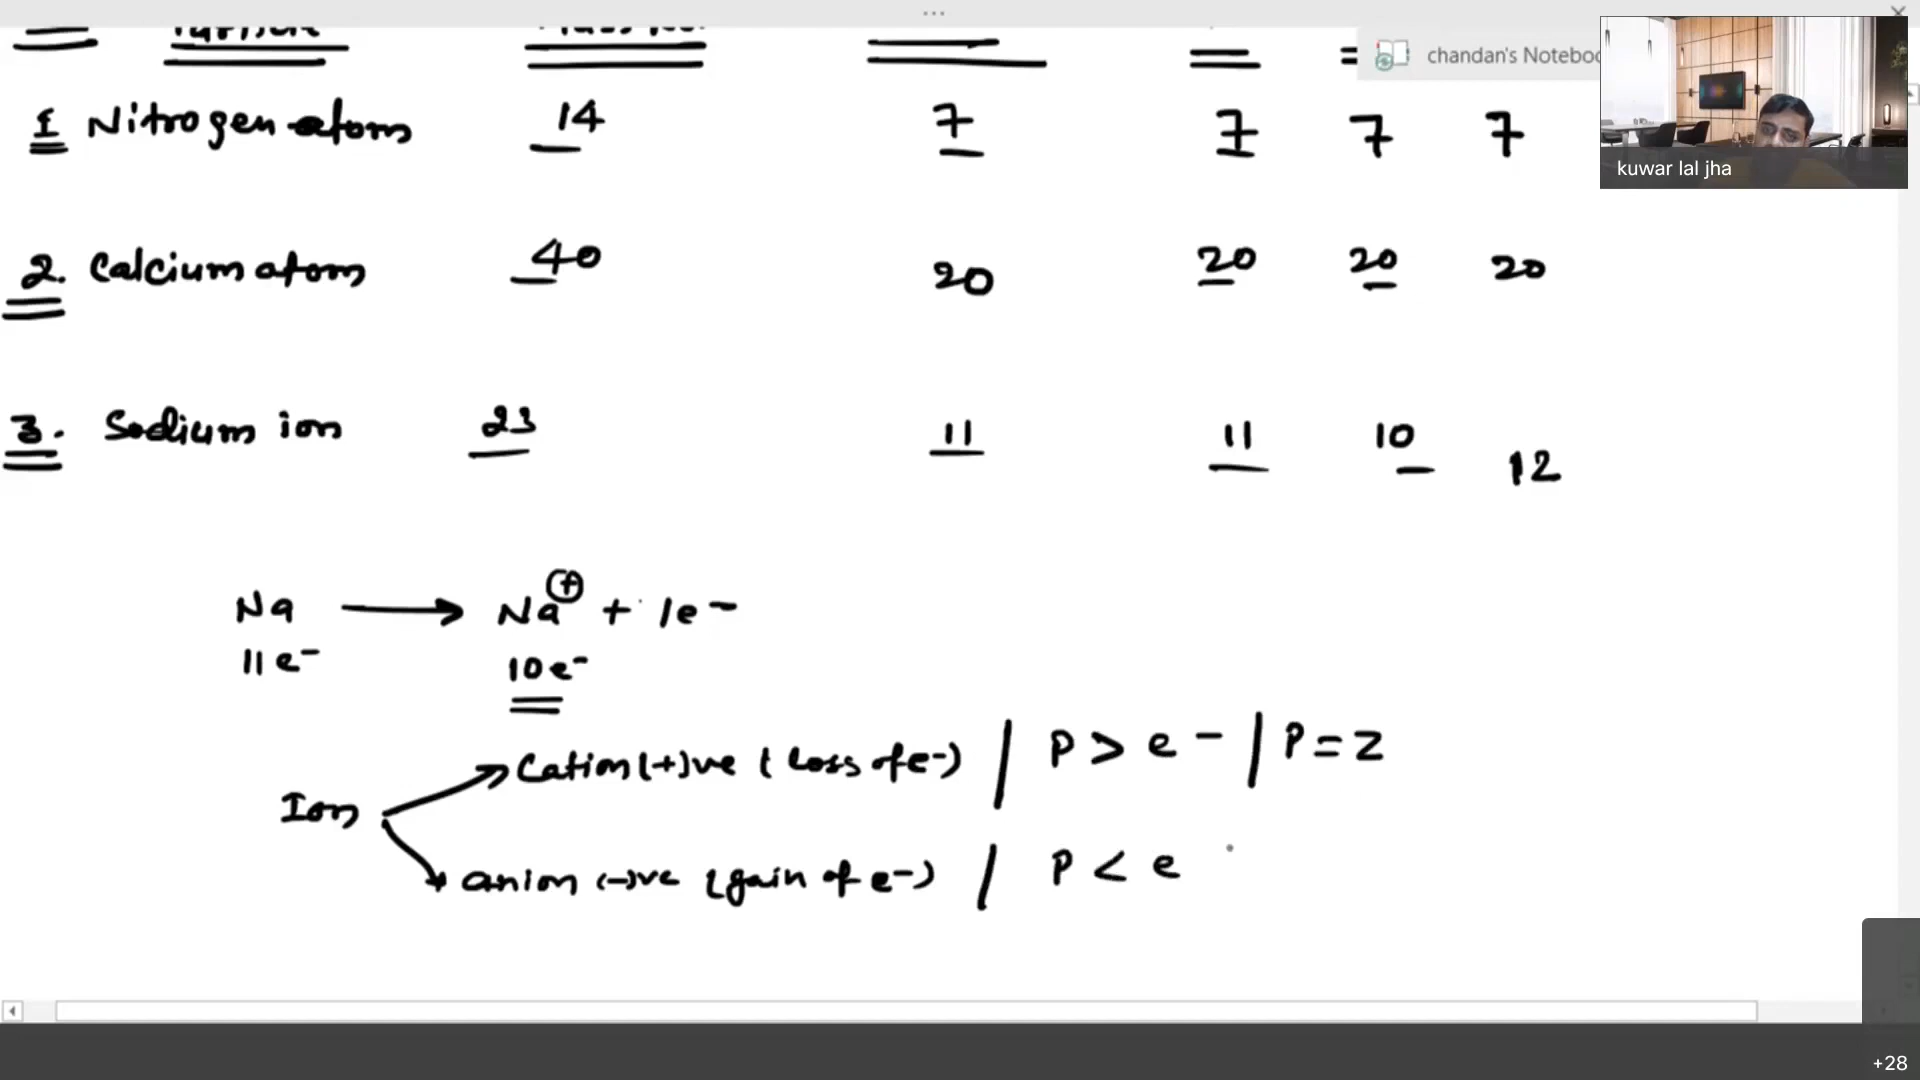 chandan's Noteboo
kuwar lal jha
1 Nitrogen atom 14 7 7 7 7
2. Calcium atom 40 20 20 20 20
3. Sodium ion 23 11 11 10 12
Na ⟶ Na⊕ + 1e⁻
11e⁻ 10e⁻
Cation (+)ve (Loss of e-) | P > e⁻ | P = Z
Ion
anion (-)ve (gain of e-) | P < e
+28